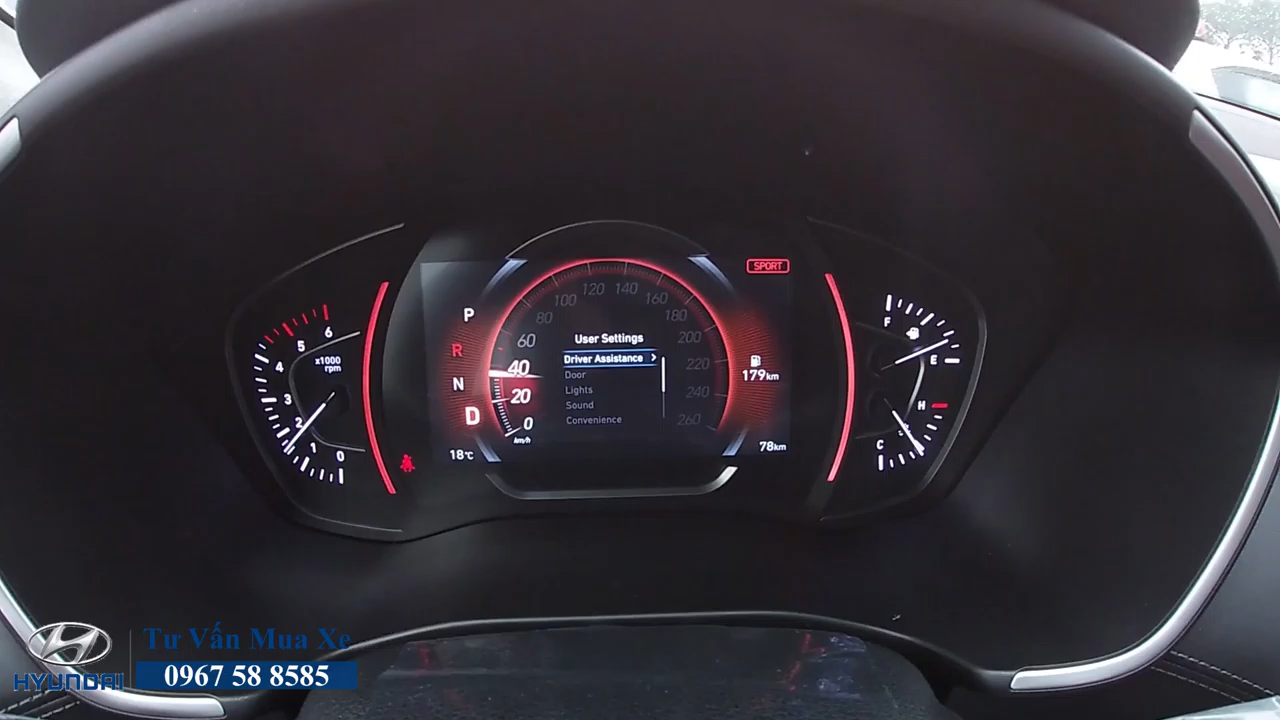 SPORT
6
5
4
3
2
1
0
x1000
rpm
P
R
N
D
18℃
100 120 140 160
80 180
60 200
40 220
20 240
0 260
km/h
User Settings
Driver Assistance >
Door
Lights
Sound
Convenience
179km
78km
F
E
H
C
HYUNDAI
Tư Vấn Mua Xe
0967 58 8585